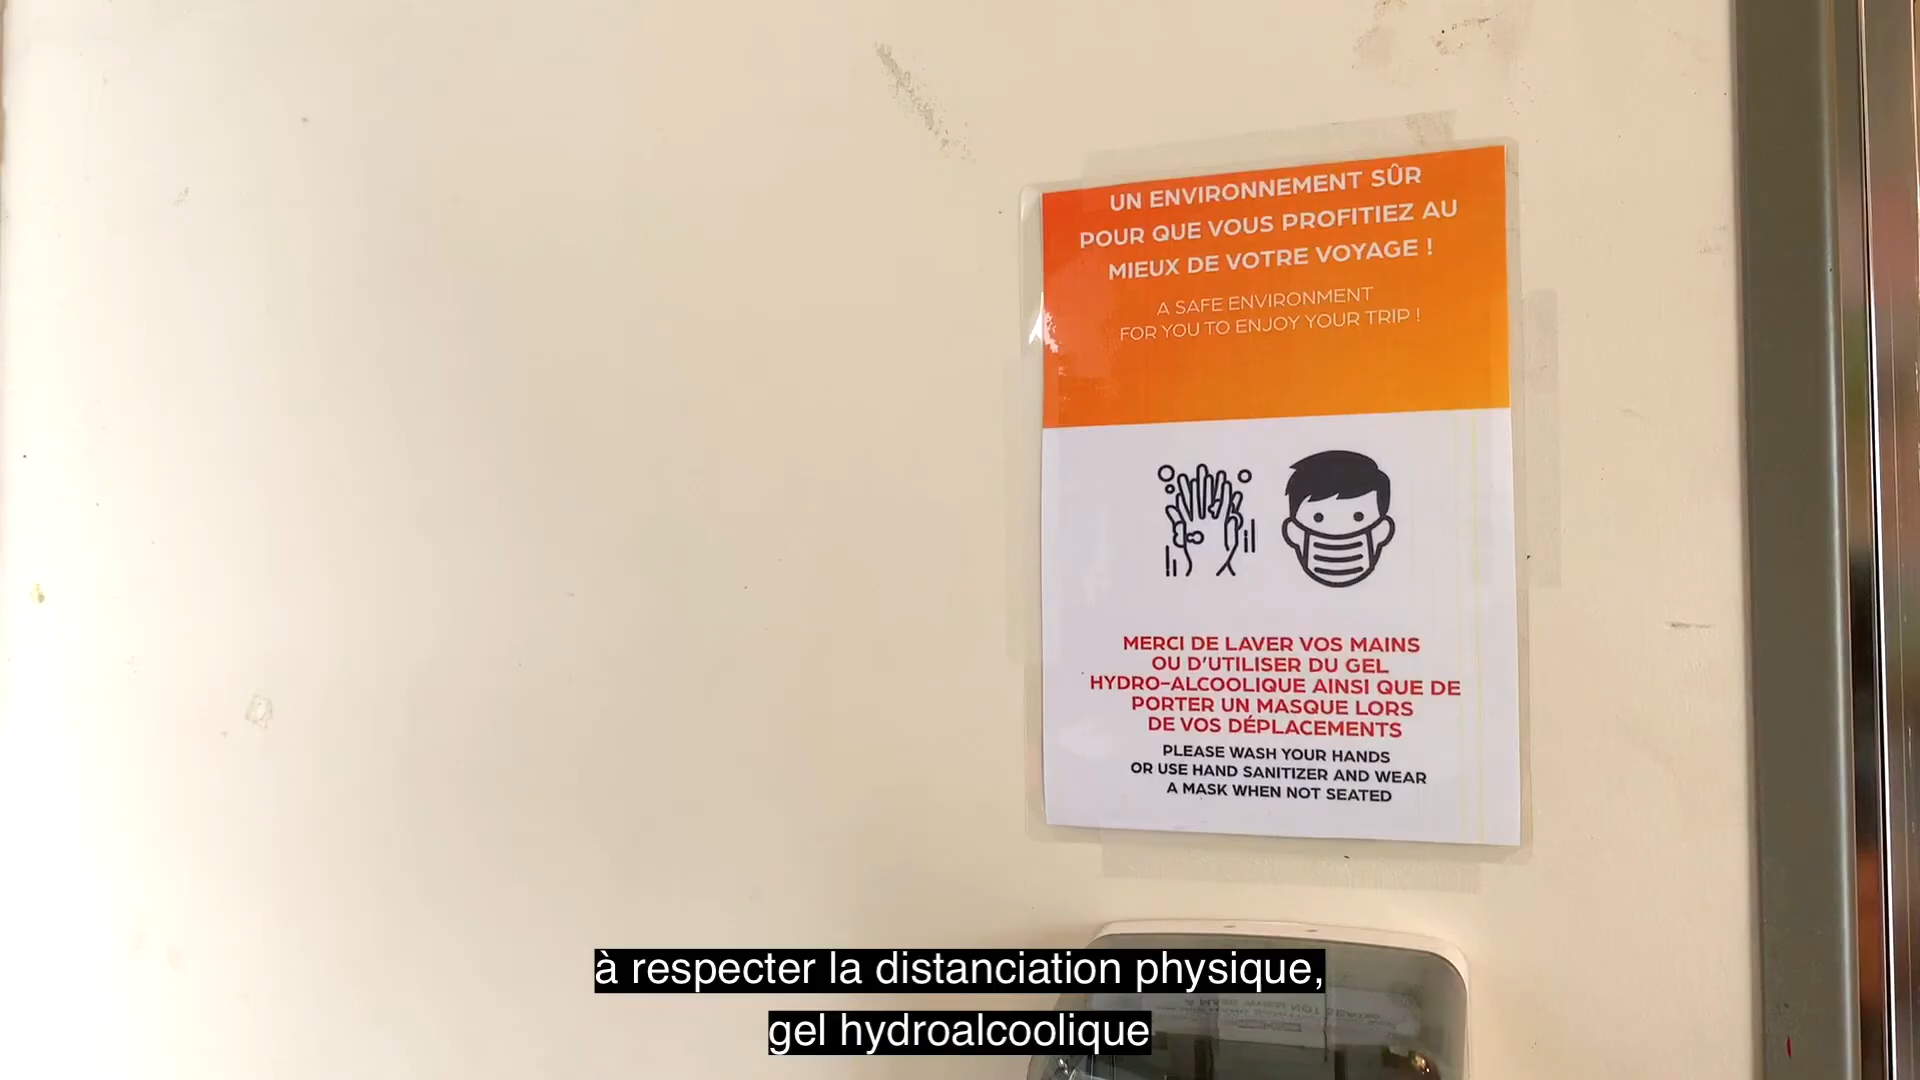 UN ENVIRONNEMENT SÛR
POUR QUE VOUS PROFITIEZ AU
MIEUX DE VOTRE VOYAGE !
A SAFE ENVIRONMENT
FOR YOU TO ENJOY YOUR TRIP !
MERCI DE LAVER VOS MAINS
OU D'UTILISER DU GEL
HYDRO-ALCOOLIQUE AINSI QUE DE
PORTER UN MASQUE LORS
DE VOS DÉPLACEMENTS
PLEASE WASH YOUR HANDS
OR USE HAND SANITIZER AND WEAR
A MASK WHEN NOT SEATED
à respecter la distanciation physique,
gel hydroalcoolique